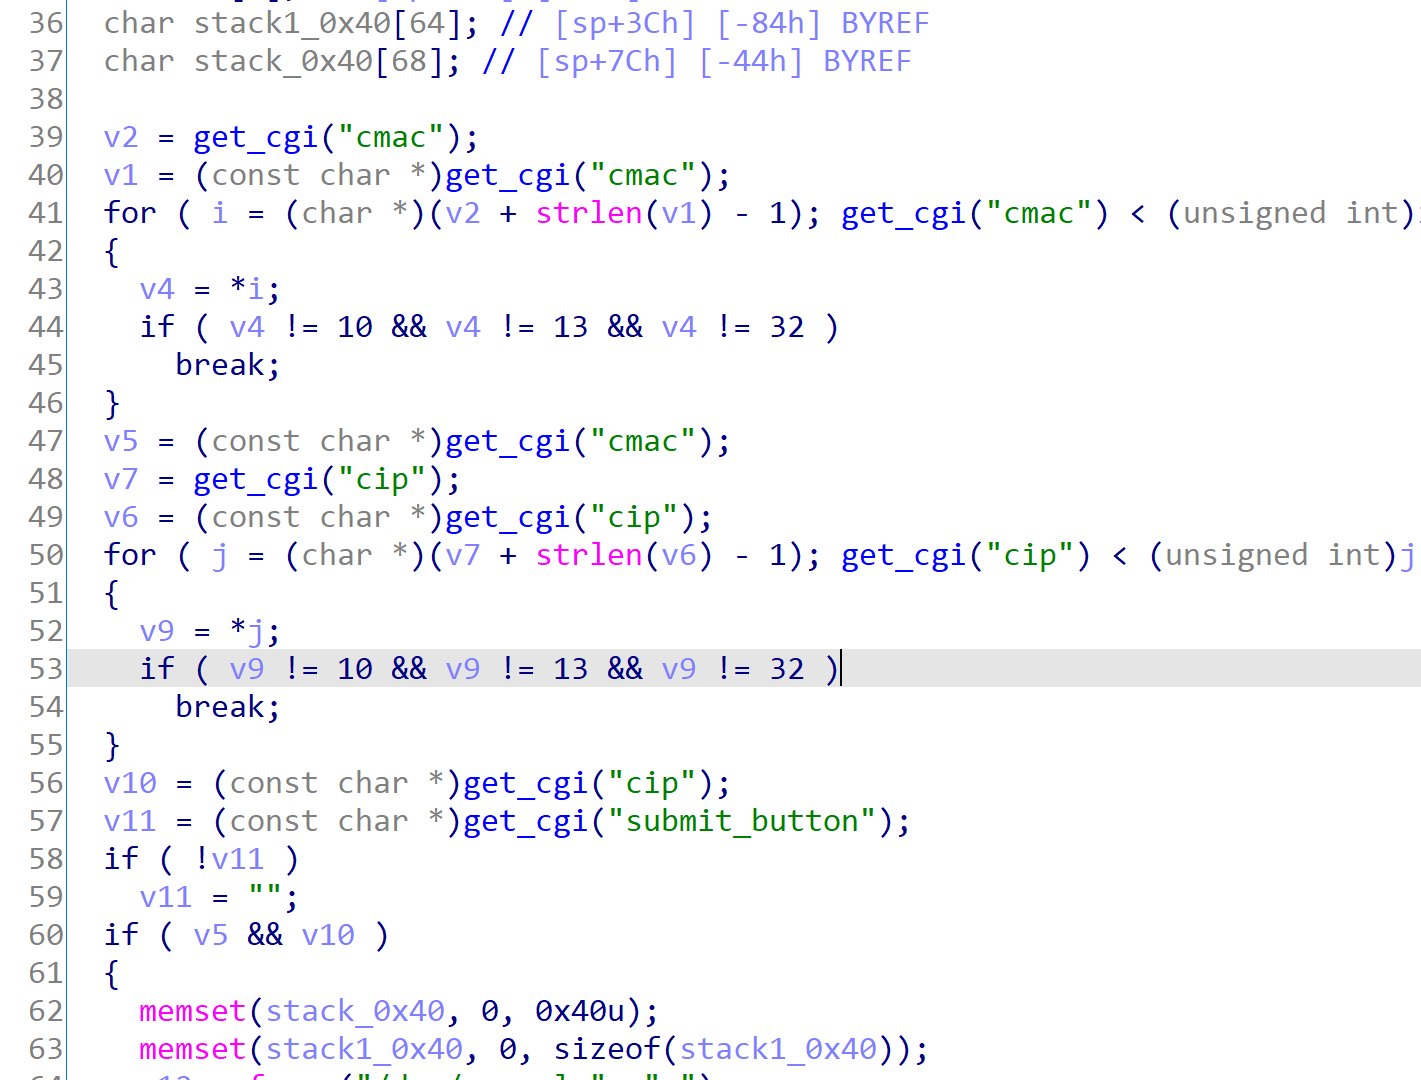 36 char stack1_0x40[64]; // [sp+3Ch] [-84h] BYREF
37 char stack_0x40[68]; // [sp+7Ch] [-44h] BYREF
38
39 v2 = get_cgi("cmac");
40 v1 = (const char *)get_cgi("cmac");
41 for ( i = (char *)(v2 + strlen(v1) - 1); get_cgi("cmac") < (unsigned int)
42 {
43 v4 = *i;
44 if ( v4 != 10 && v4 != 13 && v4 != 32 )
45 break;
46 }
47 v5 = (const char *)get_cgi("cmac");
48 v7 = get_cgi("cip");
49 v6 = (const char *)get_cgi("cip");
50 for ( j = (char *)(v7 + strlen(v6) - 1); get_cgi("cip") < (unsigned int)j
51 {
52 v9 = *j;
53 if ( v9 != 10 && v9 != 13 && v9 != 32 )
54 break;
55 }
56 v10 = (const char *)get_cgi("cip");
57 v11 = (const char *)get_cgi("submit_button");
58 if ( !v11 )
59 v11 = "";
60 if ( v5 && v10 )
61 {
62 memset(stack_0x40, 0, 0x40u);
63 memset(stack1_0x40, 0, sizeof(stack1_0x40));